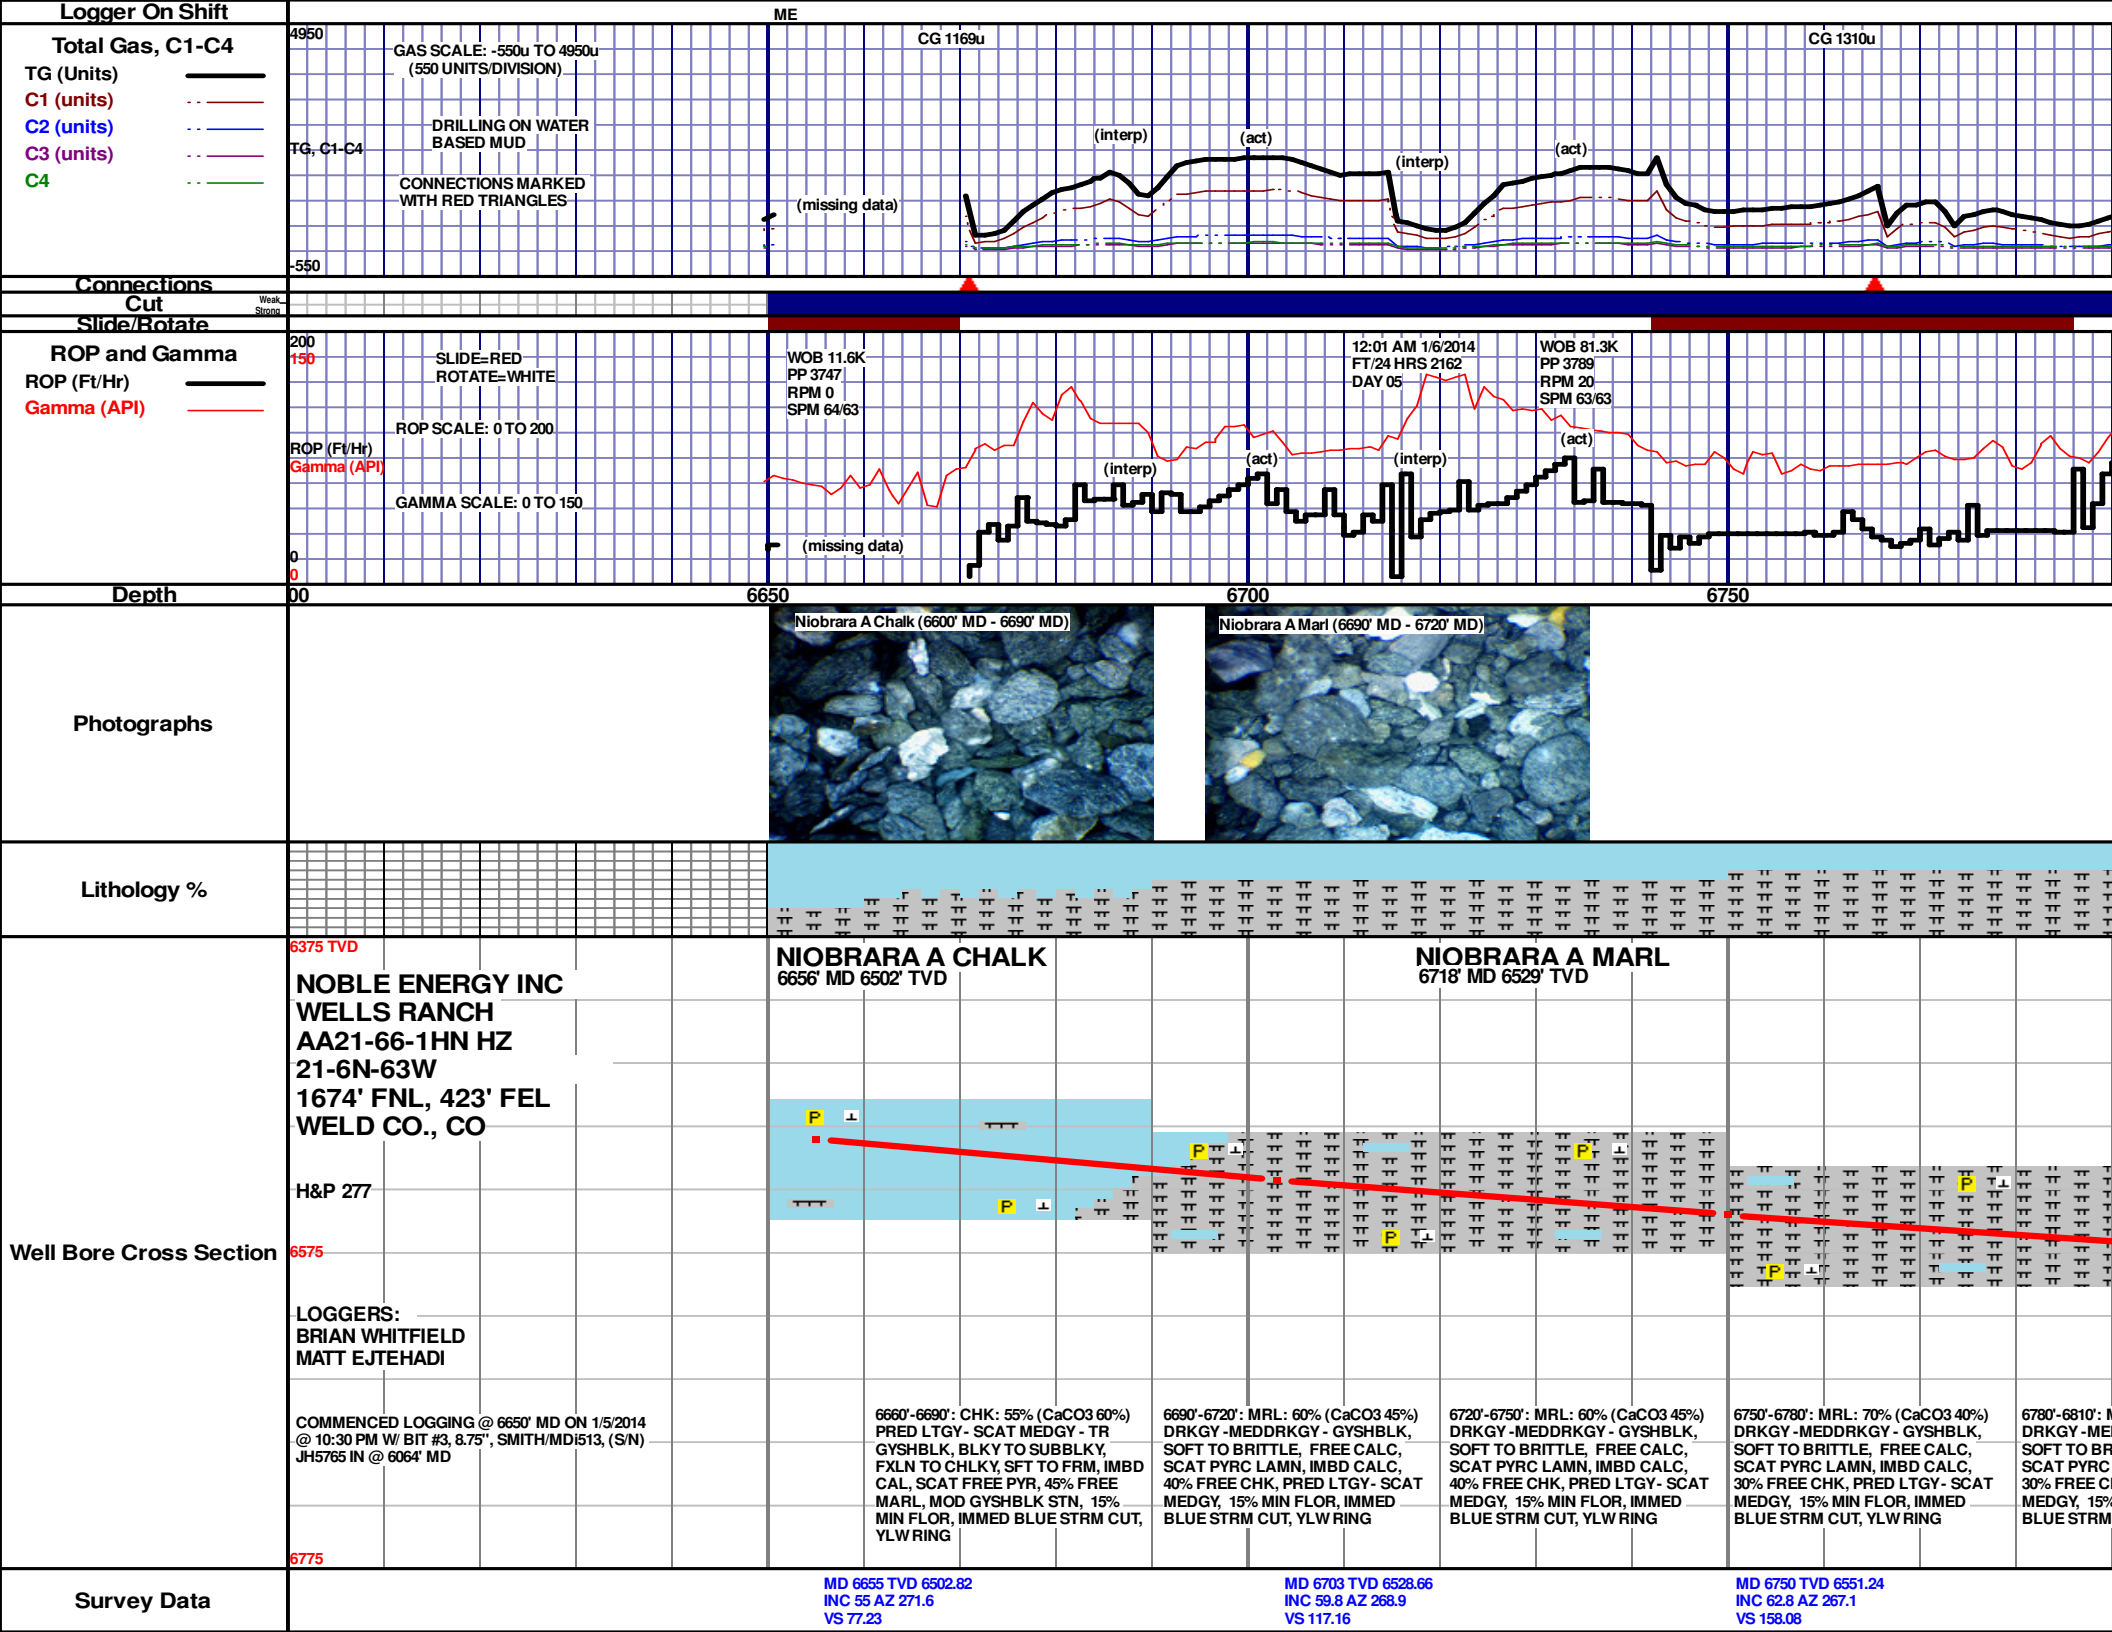 Logger On Shift
ME
Total Gas, C1-C4
TG (Units)
C1 (units)
C2 (units)
C3 (units)
C4
4950
GAS SCALE: -550u TO 4950u
(550 UNITS/DIVISION)
CG 1169u
CG 1310u
DRILLING ON WATER
BASED MUD
TG, C1-C4
CONNECTIONS MARKED
WITH RED TRIANGLES
(missing data)
(interp)
(act)
(interp)
(act)
-550
Connections
Cut
Weak
Strong
Slide/Rotate
ROP and Gamma
ROP (Ft/Hr)
Gamma (API)
200
150
SLIDE=RED
ROTATE=WHITE
ROP SCALE: 0 TO 200
ROP (Ft/Hr)
Gamma (API)
GAMMA SCALE: 0 TO 150
0
0
WOB 11.6K
PP 3747
RPM 0
SPM 64/63
12:01 AM 1/6/2014
FT/24 HRS 2162
DAY 05
WOB 81.3K
PP 3789
RPM 20
SPM 63/63
(missing data)
(interp)
(act)
(interp)
(act)
Depth
00
6650
6700
6750
Photographs
Niobrara A Chalk (6600' MD - 6690' MD)
Niobrara A Marl (6690' MD - 6720' MD)
Lithology %
Well Bore Cross Section
6375 TVD
NOBLE ENERGY INC
WELLS RANCH
AA21-66-1HN HZ
21-6N-63W
1674' FNL, 423' FEL
WELD CO., CO
H&P 277
6575
LOGGERS:
BRIAN WHITFIELD
MATT EJTEHADI
COMMENCED LOGGING @ 6650' MD ON 1/5/2014
@ 10:30 PM W/ BIT #3, 8.75", SMITH/MDi513, (S/N)
JH5765 IN @ 6064' MD
6775
NIOBRARA A CHALK
6656' MD 6502' TVD
NIOBRARA A MARL
6718' MD 6529' TVD
P
P
P
P
P
P
P
6660'-6690': CHK: 55% (CaCO3 60%)
PRED LTGY- SCAT MEDGY - TR
GYSHBLK, BLKY TO SUBBLKY,
FXLN TO CHLKY, SFT TO FRM, IMBD
CAL, SCAT FREE PYR, 45% FREE
MARL, MOD GYSHBLK STN, 15%
MIN FLOR, IMMED BLUE STRM CUT,
YLW RING
6690'-6720': MRL: 60% (CaCO3 45%)
DRKGY -MEDDRKGY - GYSHBLK,
SOFT TO BRITTLE, FREE CALC,
SCAT PYRC LAMN, IMBD CALC,
40% FREE CHK, PRED LTGY- SCAT
MEDGY, 15% MIN FLOR, IMMED
BLUE STRM CUT, YLW RING
6720'-6750': MRL: 60% (CaCO3 45%)
DRKGY -MEDDRKGY - GYSHBLK,
SOFT TO BRITTLE, FREE CALC,
SCAT PYRC LAMN, IMBD CALC,
40% FREE CHK, PRED LTGY- SCAT
MEDGY, 15% MIN FLOR, IMMED
BLUE STRM CUT, YLW RING
6750'-6780': MRL: 70% (CaCO3 40%)
DRKGY -MEDDRKGY - GYSHBLK,
SOFT TO BRITTLE, FREE CALC,
SCAT PYRC LAMN, IMBD CALC,
30% FREE CHK, PRED LTGY- SCAT
MEDGY, 15% MIN FLOR, IMMED
BLUE STRM CUT, YLW RING
6780'-6810': M
DRKGY -ME
SOFT TO BR
SCAT PYRC
30% FREE C
MEDGY, 15%
BLUE STRM
Survey Data
MD 6655 TVD 6502.82
INC 55 AZ 271.6
VS 77.23
MD 6703 TVD 6528.66
INC 59.8 AZ 268.9
VS 117.16
MD 6750 TVD 6551.24
INC 62.8 AZ 267.1
VS 158.08